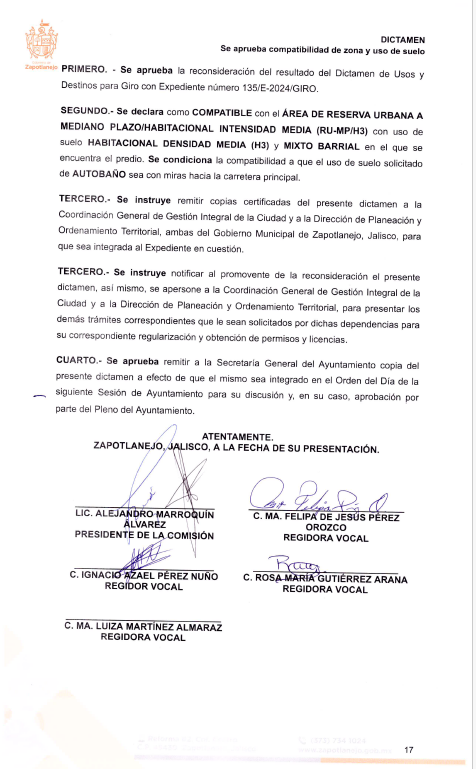 DICTAMEN
Se aprueba compatibilidad de zona y uso de suelo
Zapotlanejo
PRIMERO. - Se aprueba la reconsideración del resultado del Dictamen de Usos y
Destinos para Giro con Expediente número 135/E-2024/GIRO.
SEGUNDO.- Se declara como COMPATIBLE con el ÁREA DE RESERVA URBANA A
MEDIANO PLAZO/HABITACIONAL INTENSIDAD MEDIA (RU-MP/H3) con uso de
suelo HABITACIONAL DENSIDAD MEDIA (H3) y MIXTO BARRIAL en el que se
encuentra el predio. Se condiciona la compatibilidad a que el uso de suelo solicitado
de AUTOBAÑO sea con miras hacia la carretera principal.
TERCERO.- Se instruye remitir copias certificadas del presente dictamen a la
Coordinación General de Gestión Integral de la Ciudad y a la Dirección de Planeación y
Ordenamiento Territorial, ambas del Gobierno Municipal de Zapotlanejo, Jalisco, para
que sea integrada al Expediente en cuestión.
TERCERO.- Se instruye notificar al promovente de la reconsideración el presente
dictamen, así mismo, se apersone a la Coordinación General de Gestión Integral de la
Ciudad y a la Dirección de Planeación y Ordenamiento Territorial, para presentar los
demás trámites correspondientes que le sean solicitados por dichas dependencias para
su correspondiente regularización y obtención de permisos y licencias.
CUARTO.- Se aprueba remitir a la Secretaría General del Ayuntamiento copia del
presente dictamen a efecto de que el mismo sea integrado en el Orden del Día de la
siguiente Sesión de Ayuntamiento para su discusión y, en su caso, aprobación por
parte del Pleno del Ayuntamiento.
ATENTAMENTE.
ZAPOTLANEJO, JALISCO, A LA FECHA DE SU PRESENTACIÓN.
LIC. ALEJANDRO MARROQUÍN
ÁLVAREZ
PRESIDENTE DE LA COMISIÓN
C. MA. FELIPA DE JESÚS PÉREZ
OROZCO
REGIDORA VOCAL
C. IGNACIO AZAEL PÉREZ NUÑO
REGIDOR VOCAL
C. ROSA MARÍA GUTIÉRREZ ARANA
REGIDORA VOCAL
C. MA. LUIZA MARTÍNEZ ALMARAZ
REGIDORA VOCAL
17